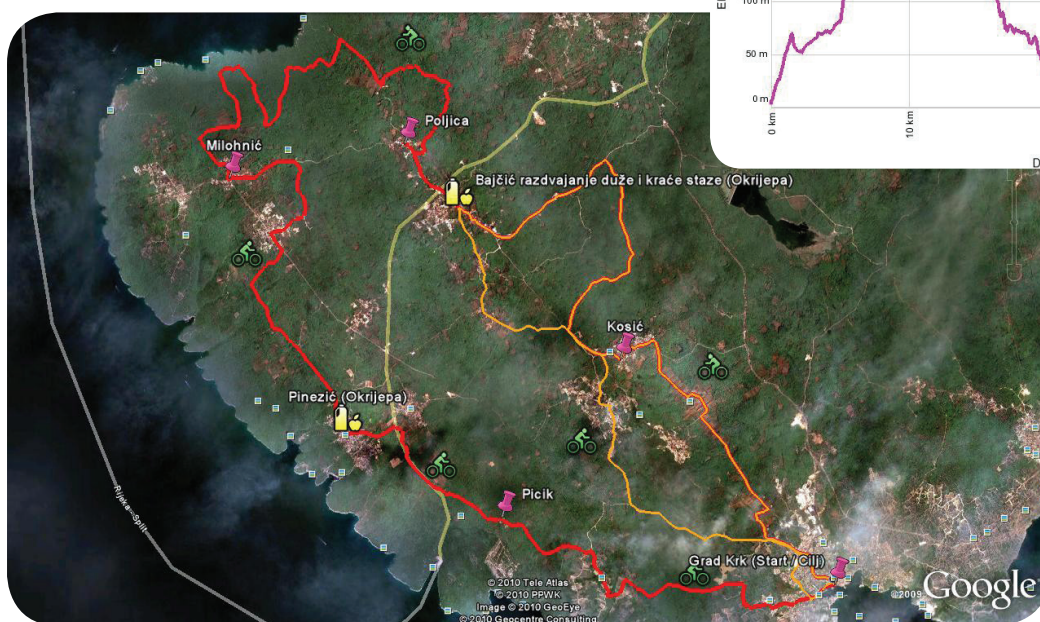 100 m
50 m
0 m
0 km
10 km
D
Poljica
Milohnić
Bajčić razdvajanje duže i kraće staze (Okrijepa)
Kosić
Pinezić (Okrijepa)
Picik
Rijeka--Split
Grad Krk (Start / Cilj)
© 2010 Tele Atlas
© 2010 PPWK
Image © 2010 GeoEye
© 2010 Geocentre Consulting
©2009 Google